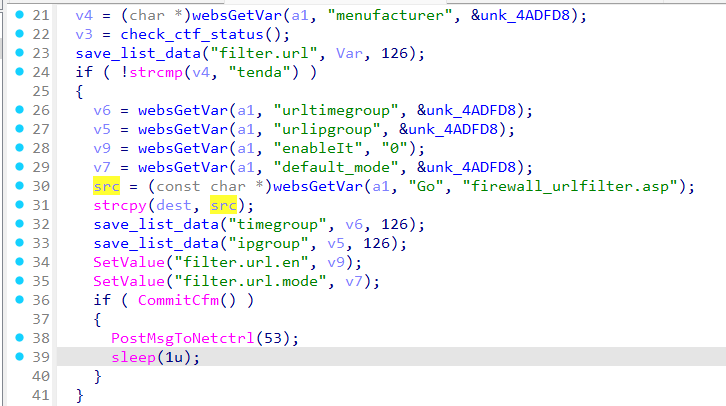 21 v4 = (char *)websGetVar(a1, "menufacturer", &unk_4ADFD8);
22 v3 = check_ctf_status();
23 save_list_data("filter.url", Var, 126);
24 if ( !strcmp(v4, "tenda") )
25 {
26 v6 = websGetVar(a1, "urltimegroup", &unk_4ADFD8);
27 v5 = websGetVar(a1, "urlipgroup", &unk_4ADFD8);
28 v9 = websGetVar(a1, "enableIt", "0");
29 v7 = websGetVar(a1, "default_mode", &unk_4ADFD8);
30 src = (const char *)websGetVar(a1, "Go", "firewall_urlfilter.asp");
31 strcpy(dest, src);
32 save_list_data("timegroup", v6, 126);
33 save_list_data("ipgroup", v5, 126);
34 SetValue("filter.url.en", v9);
35 SetValue("filter.url.mode", v7);
36 if ( CommitCfm() )
37 {
38 PostMsgToNetctrl(53);
39 sleep(1u);
40 }
41 }